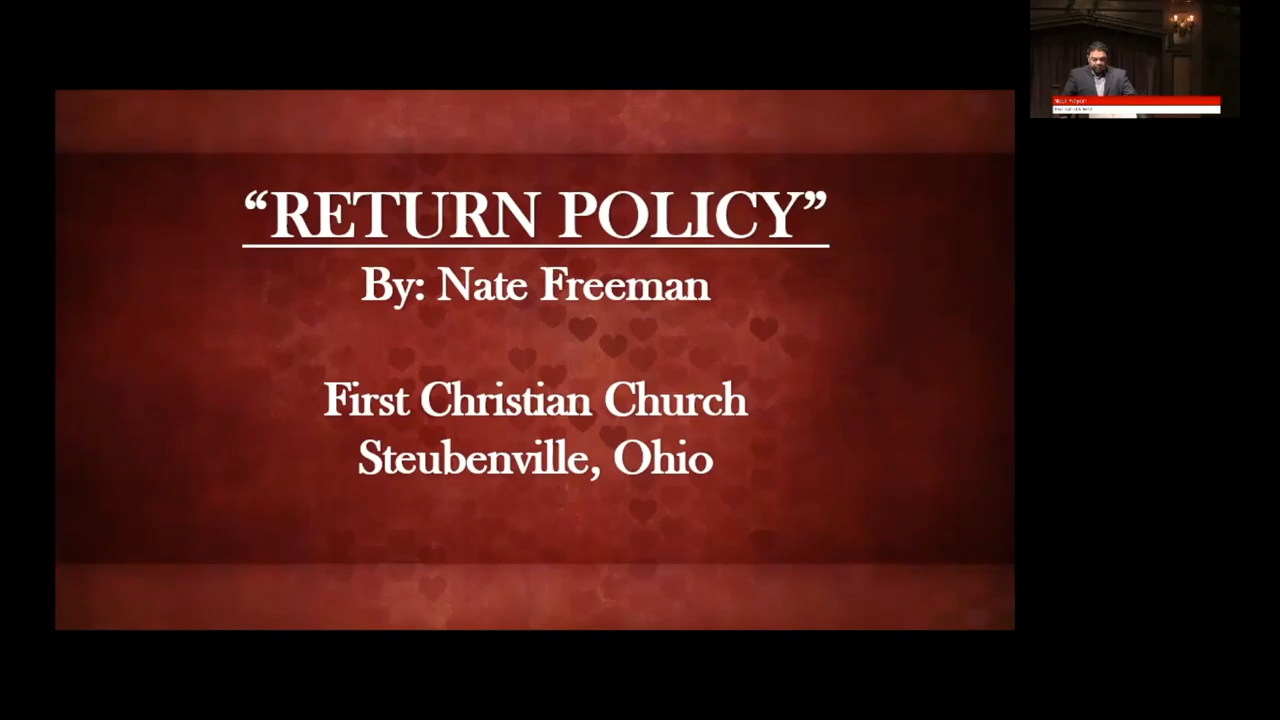 “RETURN POLICY”
By: Nate Freeman
First Christian Church
Steubenville, Ohio